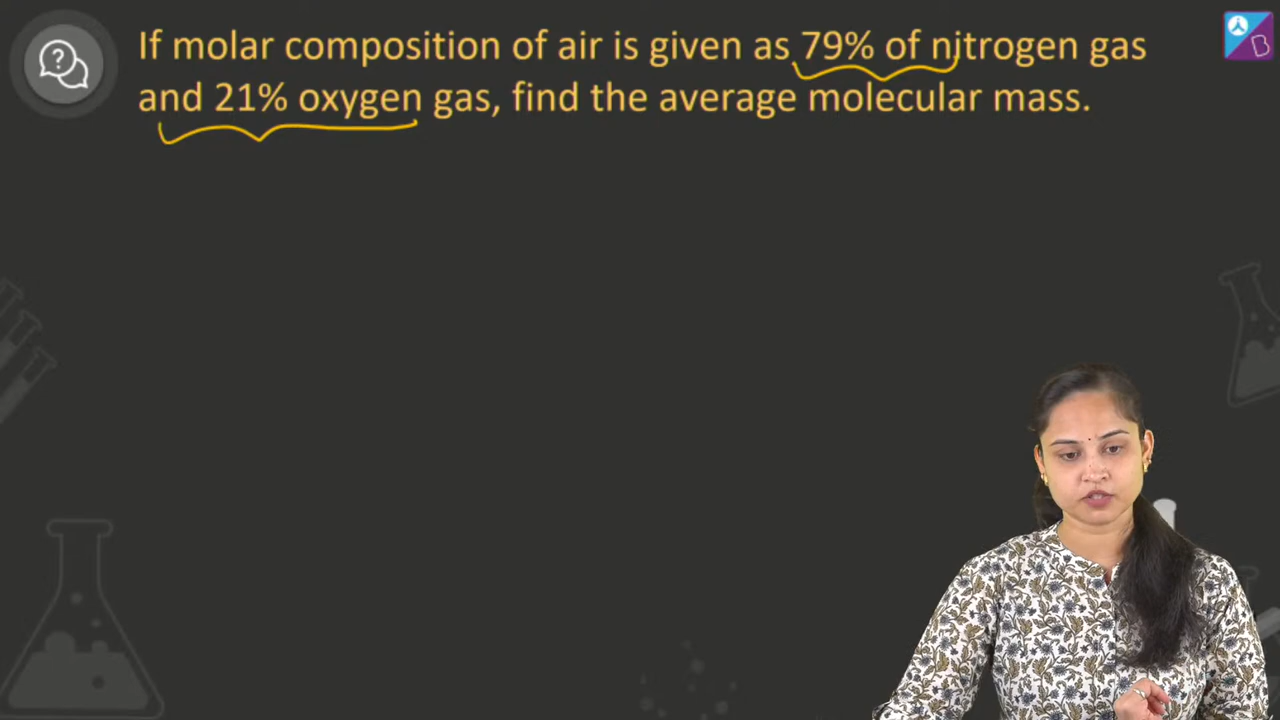 If molar composition of air is given as 79% of nitrogen gas
and 21% oxygen gas, find the average molecular mass.
?
B